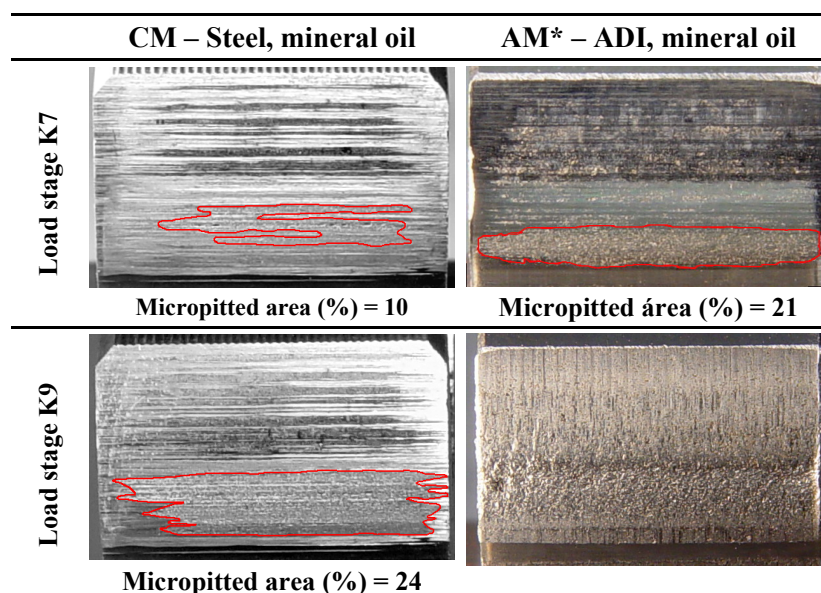 CM – Steel, mineral oil
AM* – ADI, mineral oil
Load stage K7
Micropitted area (%) = 10
Micropitted área (%) = 21
Load stage K9
Micropitted area (%) = 24